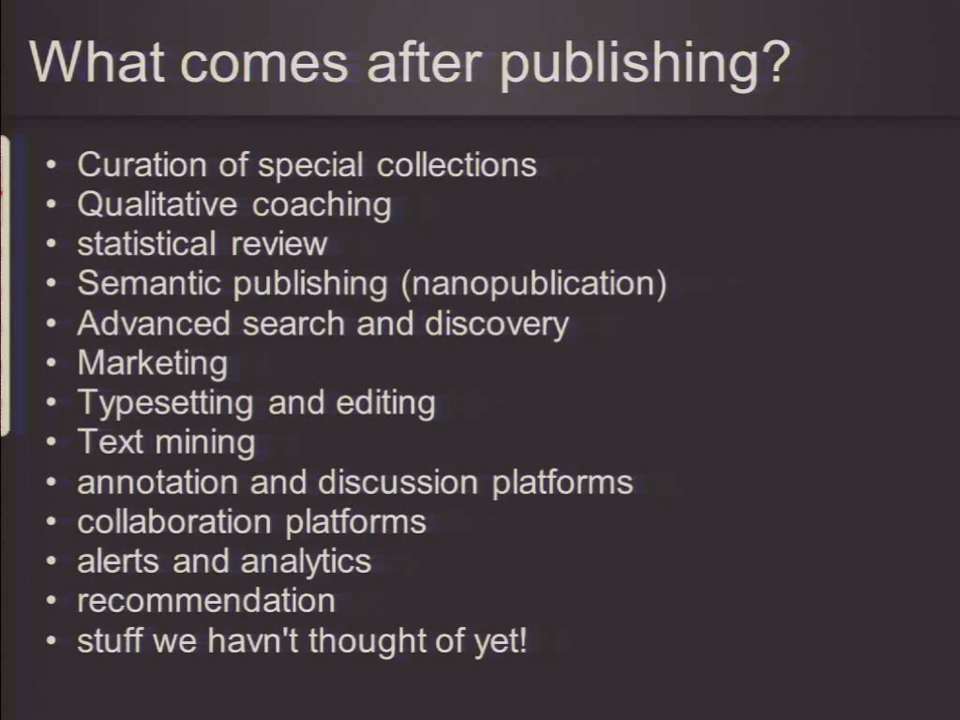 What comes after publishing?
• Curation of special collections
• Qualitative coaching
• statistical review
• Semantic publishing (nanopublication)
• Advanced search and discovery
• Marketing
• Typesetting and editing
• Text mining
• annotation and discussion platforms
• collaboration platforms
• alerts and analytics
• recommendation
• stuff we havn't thought of yet!